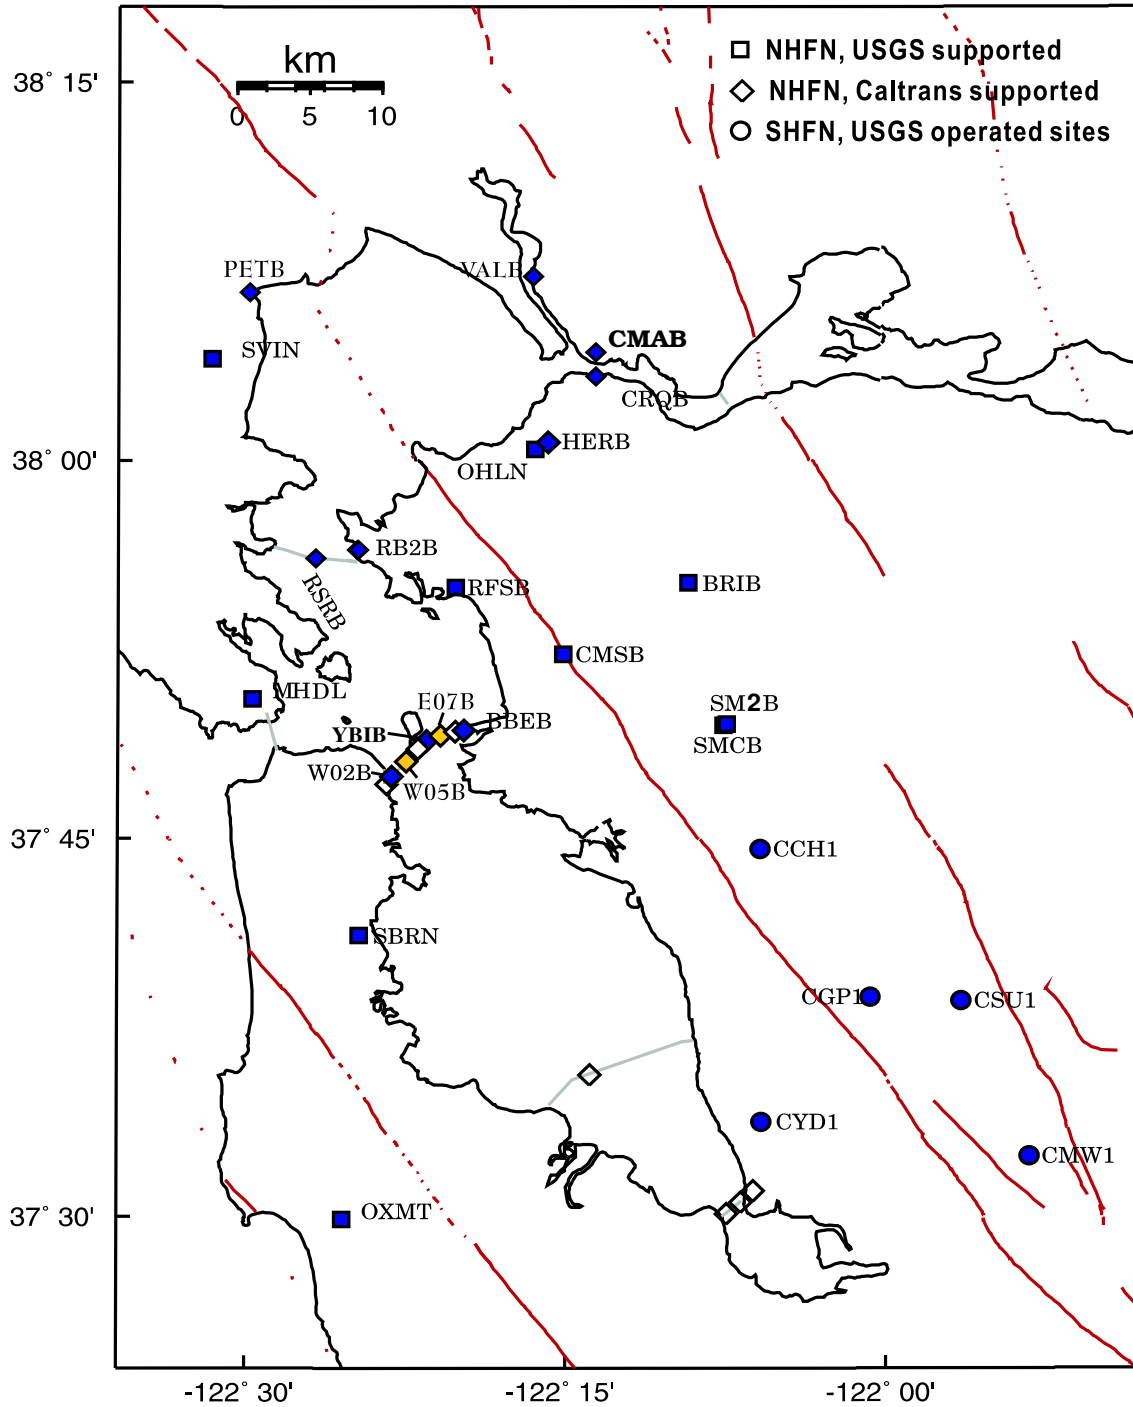 38° 15'
km
0 5 10
NHFN, USGS supported
NHFN, Caltrans supported
SHFN, USGS operated sites
PETB
VALB
SVIN
CMAB
CRQB
HERB
38° 00'
OHLN
RB2B
RSRB
RFSB
BRIB
CMSB
MHDL
E07B
SM2B
BBEB
YBIB
SMCB
W02B
W05B
37° 45'
CCH1
SBRN
CGP1
CSU1
CYD1
CMW1
37° 30'
OXMT
-122° 30' -122° 15' -122° 00'